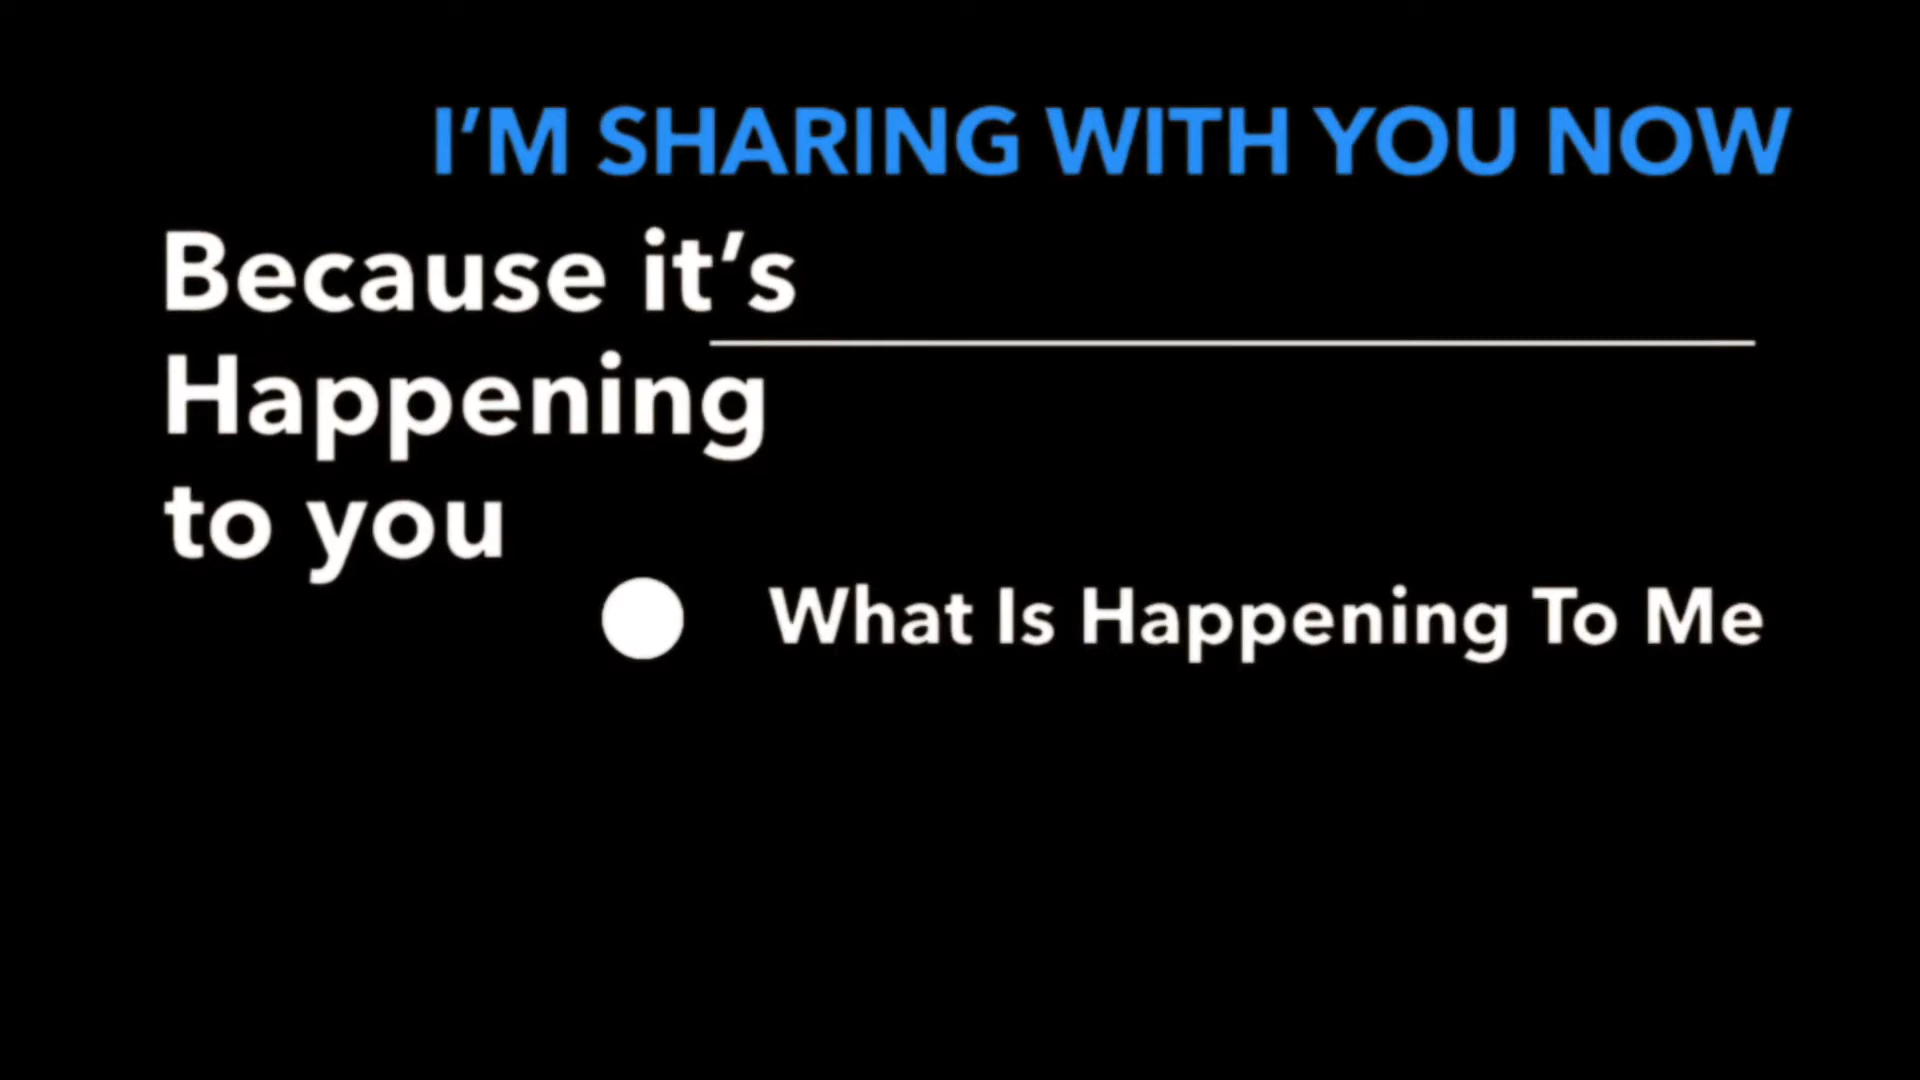 I’M SHARING WITH YOU NOW
Because it’s
Happening
to you
What Is Happening To Me